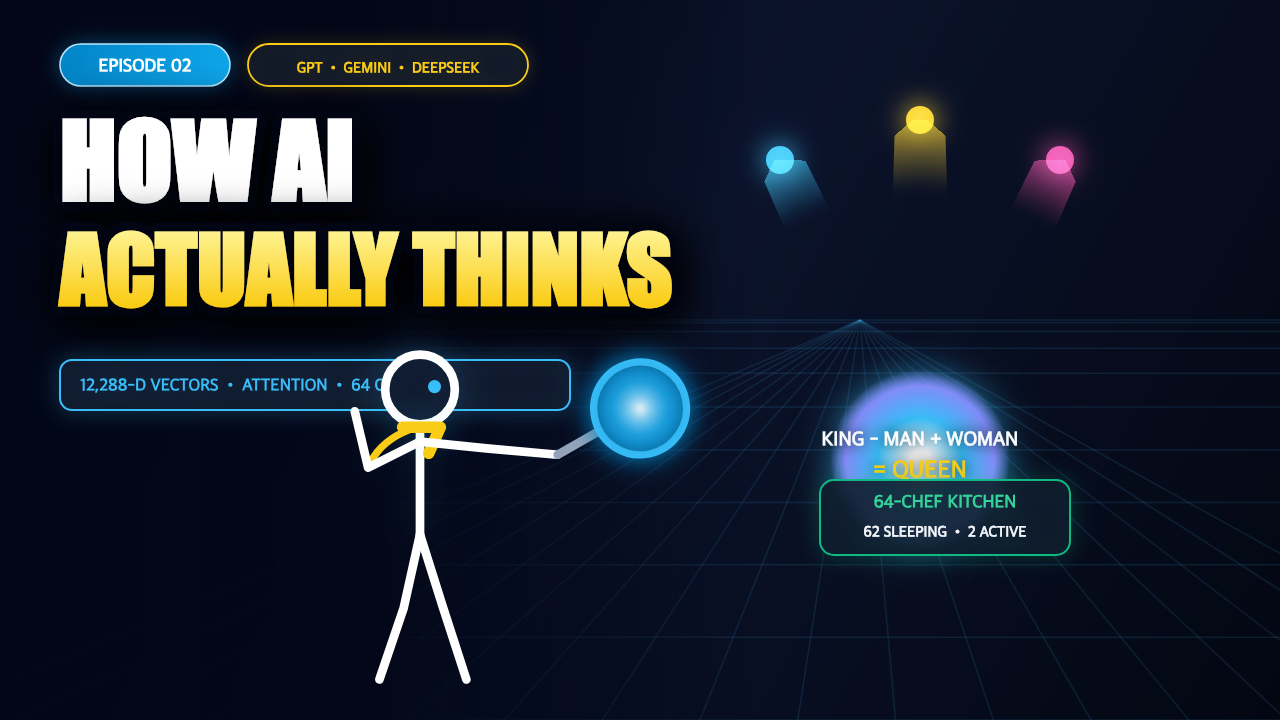 EPISODE 02
GPT • GEMINI • DEEPSEEK
HOW AI
ACTUALLY THINKS
12,288-D VECTORS • ATTENTION • 64
KING - MAN + WOMAN
= QUEEN
64-CHEF KITCHEN
62 SLEEPING • 2 ACTIVE